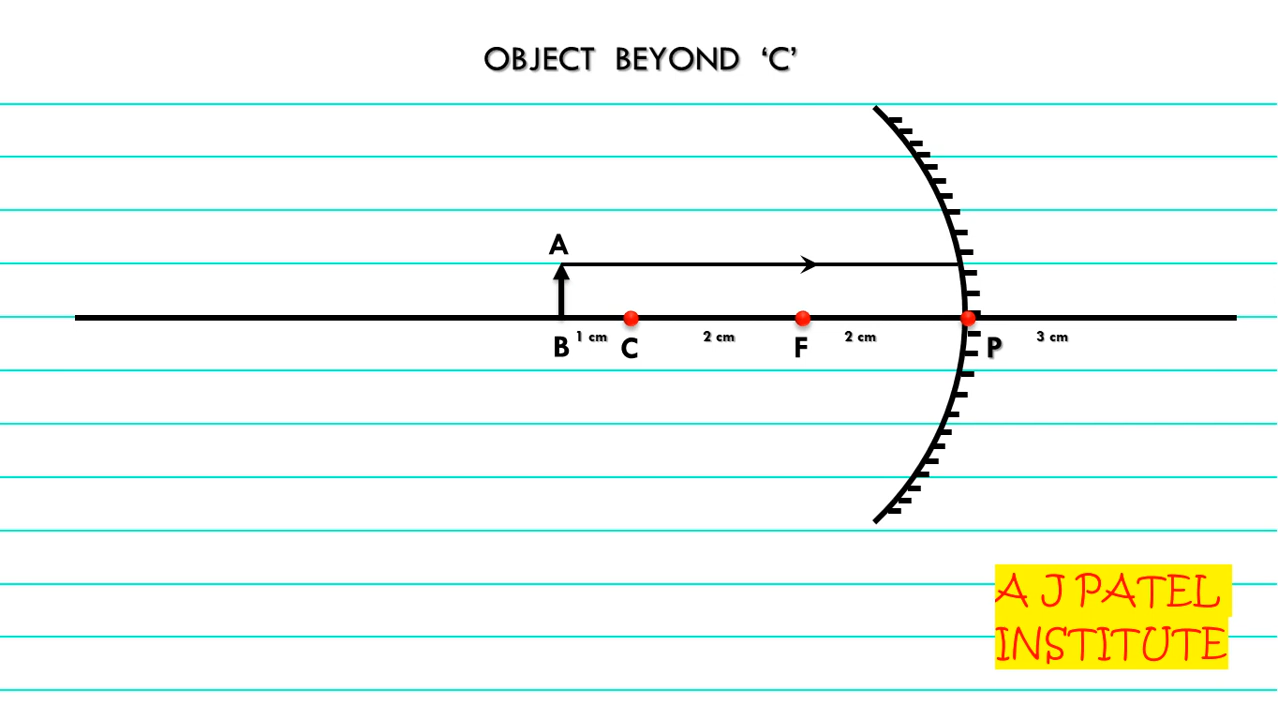 OBJECT BEYOND ‘C’
A
1 cm 2 cm 2 cm 3 cm
B C F P
A J PATEL
INSTITUTE